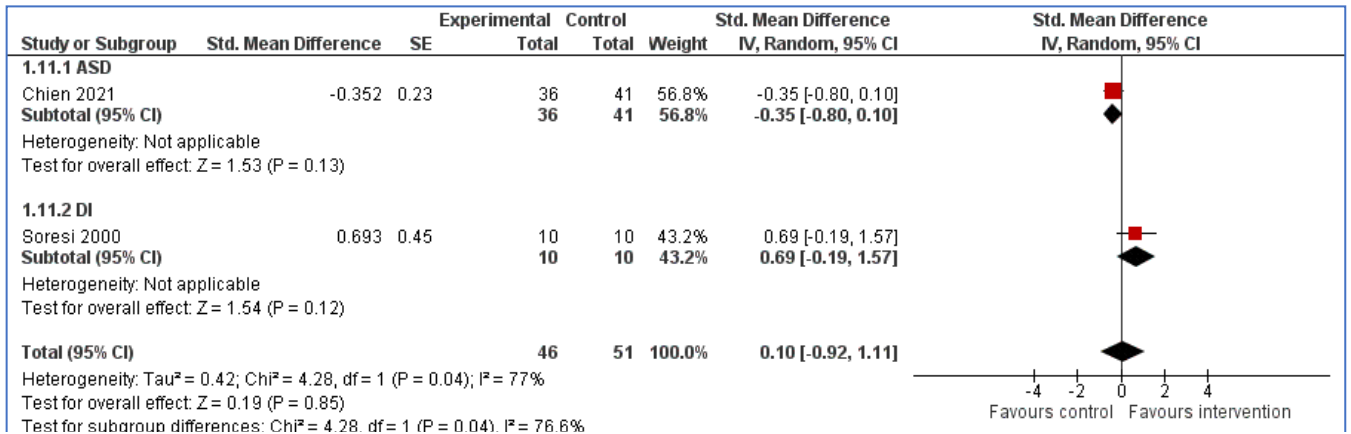 Experimental Control Std. Mean Difference Std. Mean Difference
Study or Subgroup Std. Mean Difference SE Total Total Weight IV, Random, 95% CI IV, Random, 95% CI
1.11.1 ASD
Chien 2021 -0.352 0.23 36 41 56.8% -0.35 [-0.80, 0.10]
Subtotal (95% CI) 36 41 56.8% -0.35 [-0.80, 0.10]
Heterogeneity: Not applicable
Test for overall effect: Z = 1.53 (P = 0.13)
1.11.2 DI
Soresi 2000 0.693 0.45 10 10 43.2% 0.69 [-0.19, 1.57]
Subtotal (95% CI) 10 10 43.2% 0.69 [-0.19, 1.57]
Heterogeneity: Not applicable
Test for overall effect: Z = 1.54 (P = 0.12)
Total (95% CI) 46 51 100.0% 0.10 [-0.92, 1.11]
Heterogeneity: Tau² = 0.42; Chi² = 4.28, df = 1 (P = 0.04); I² = 77%
Test for overall effect: Z = 0.19 (P = 0.85)
Test for subgroup differences: Chi² = 4.28, df = 1 (P = 0.04), I² = 76.6%
-4 -2 0 2 4
Favours control Favours intervention